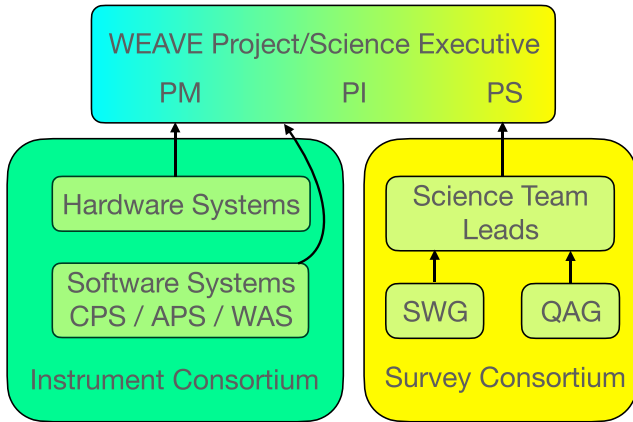 WEAVE Project/Science Executive
PM PI PS
Hardware Systems
Software Systems
CPS / APS / WAS
Instrument Consortium
Science Team
Leads
SWG QAG
Survey Consortium